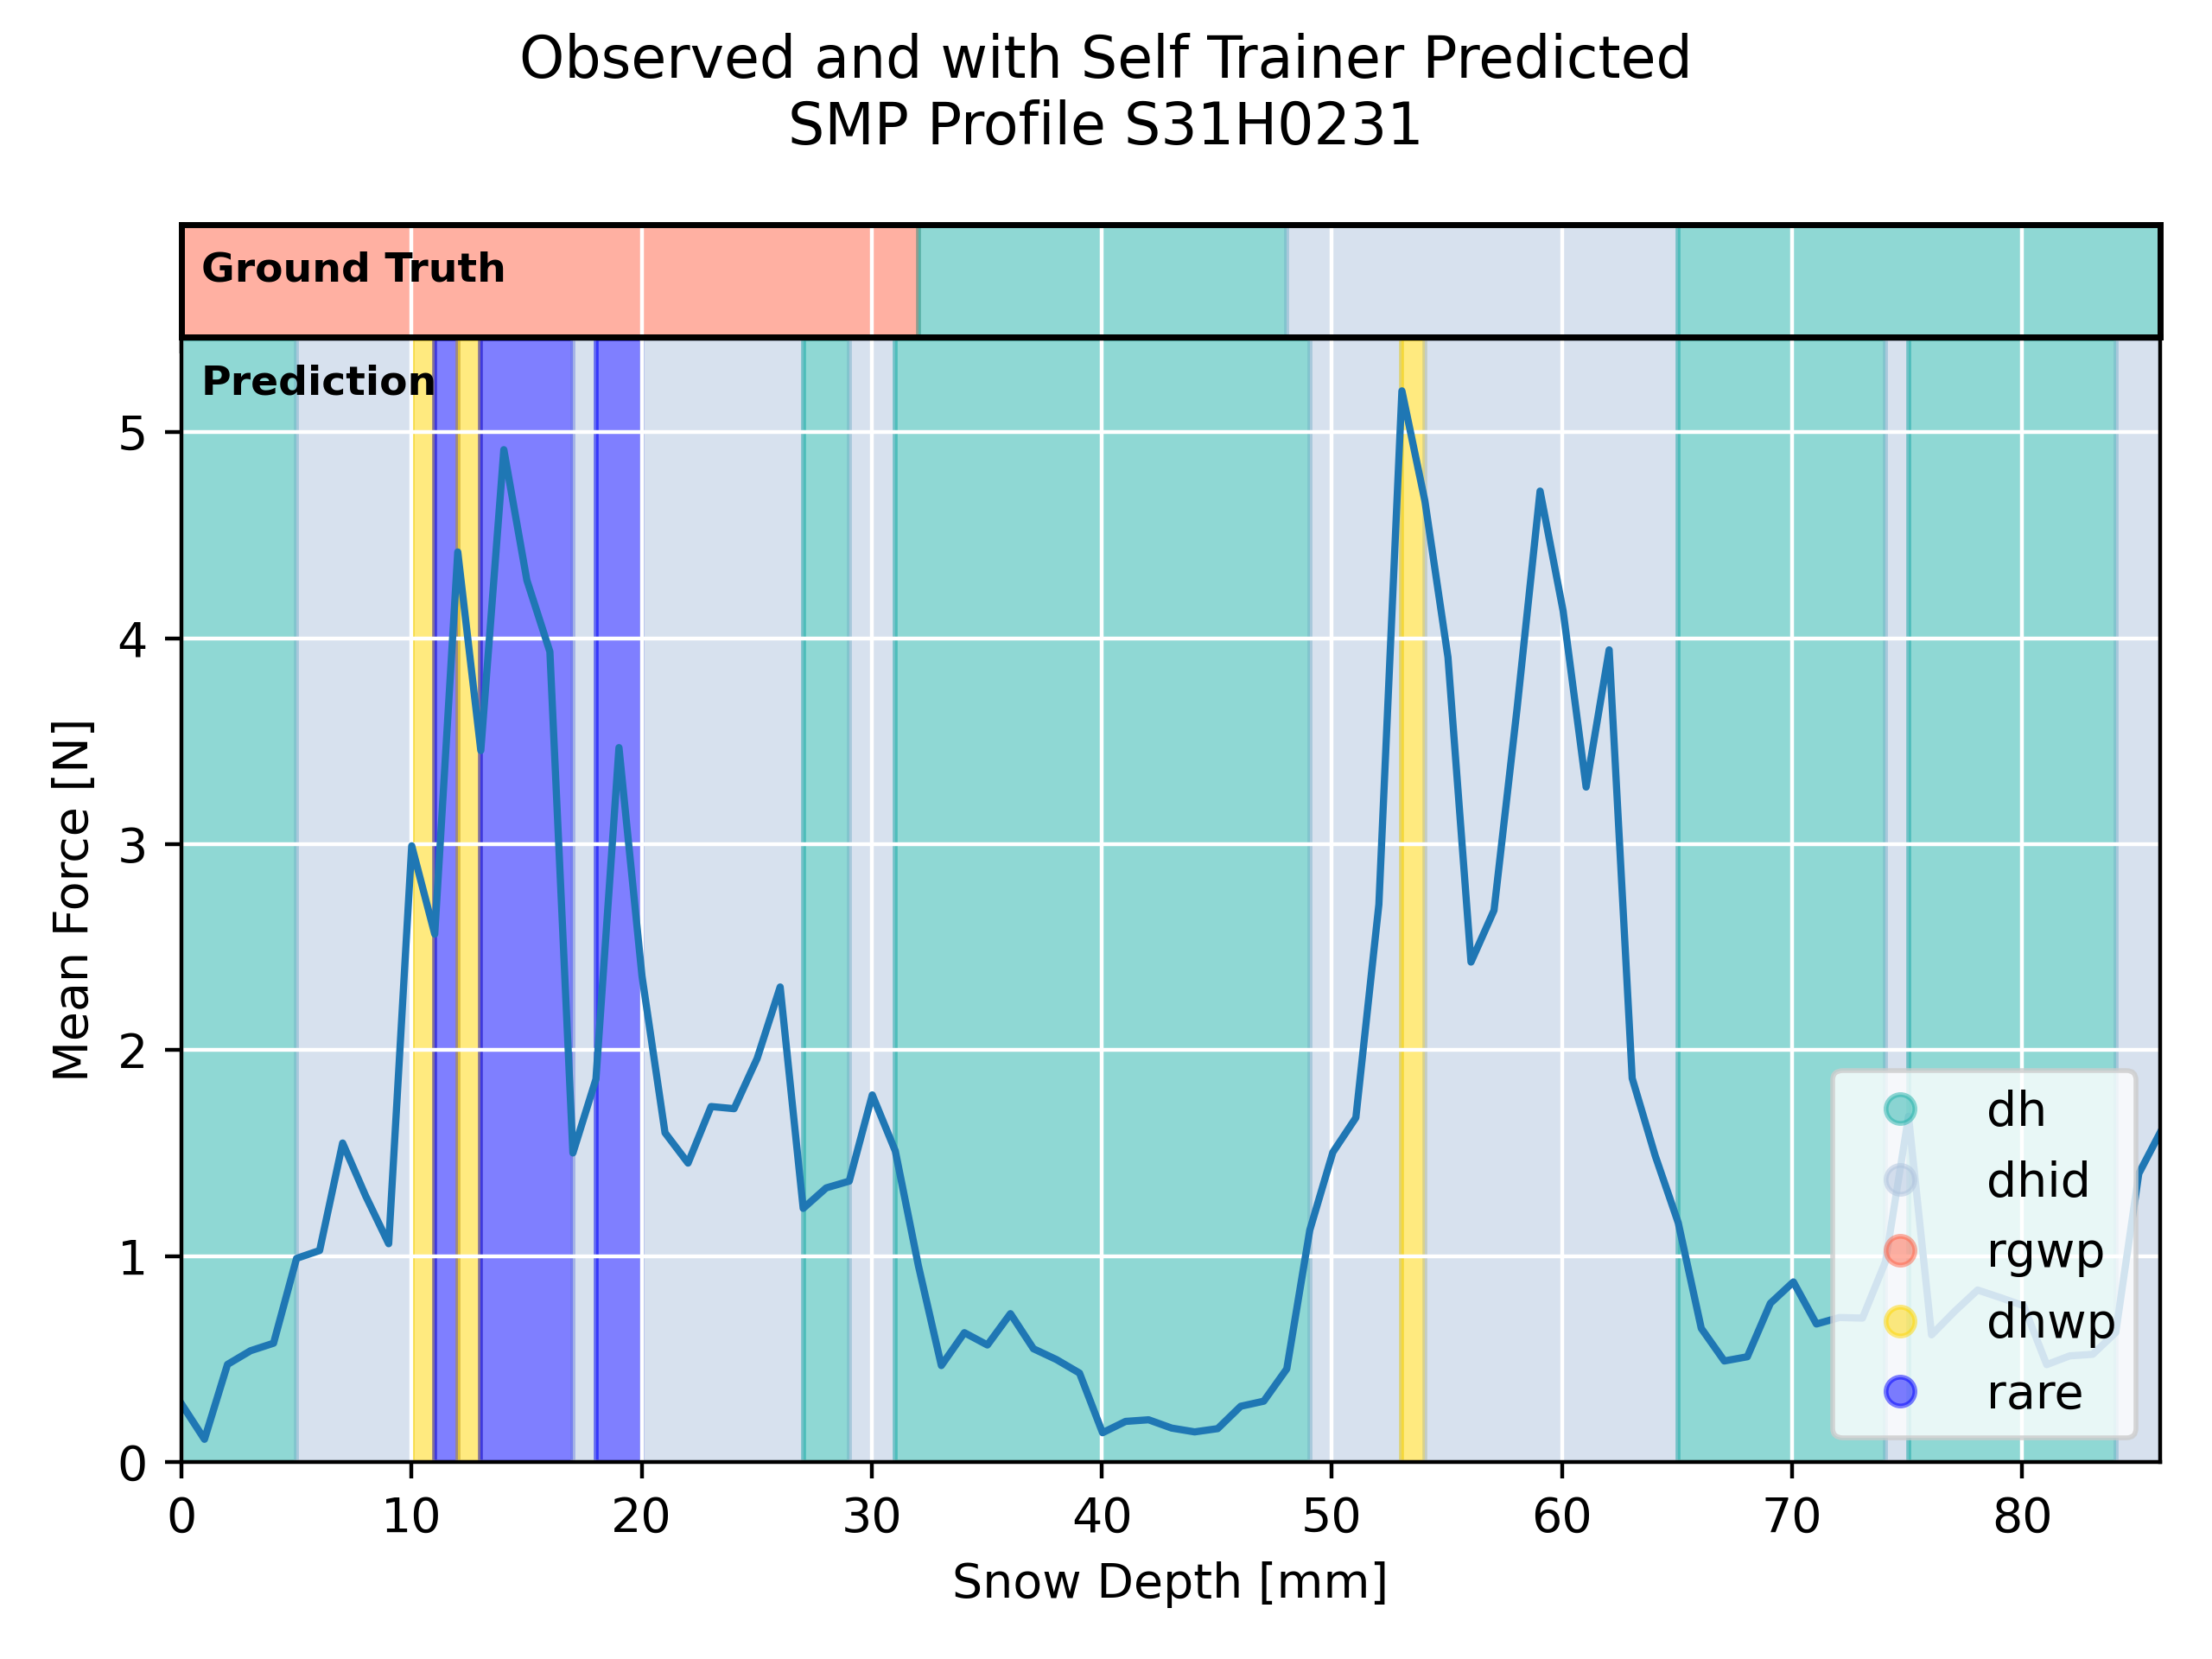 Observed and with Self Trainer Predicted
SMP Profile S31H0231
Ground Truth
Prediction
5
4
3
2
1
0
Mean Force [N]
dh
dhid
rgwp
dhwp
rare
0 10 20 30 40 50 60 70 80
Snow Depth [mm]